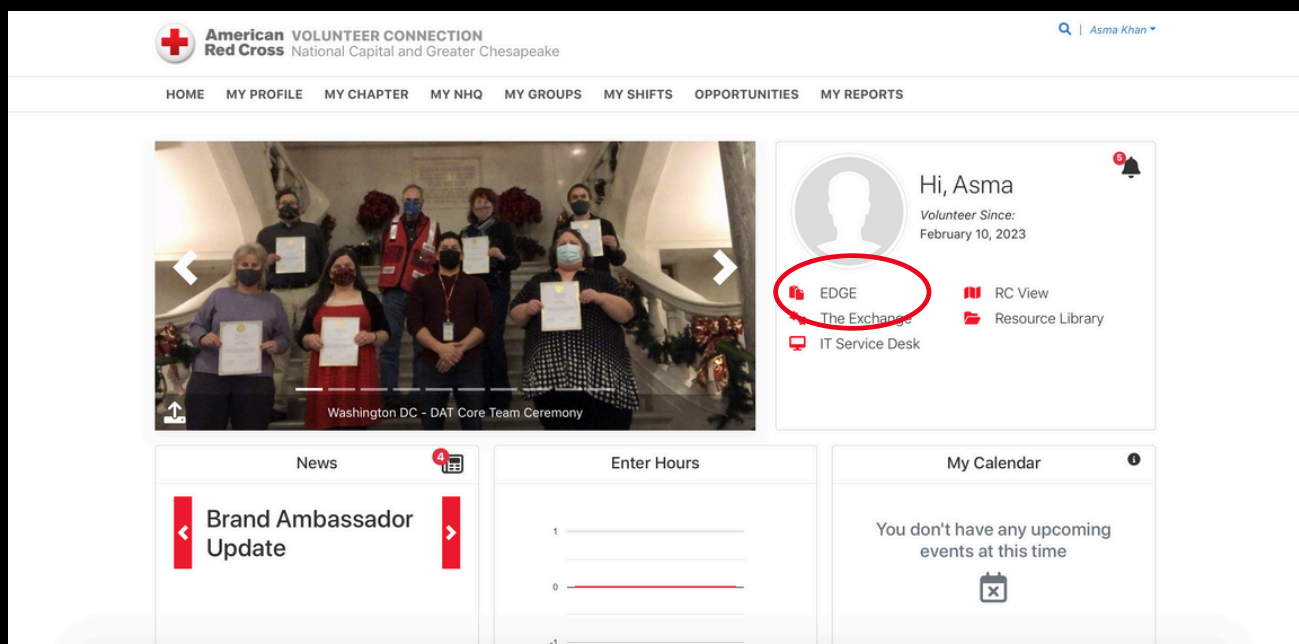 American VOLUNTEER CONNECTION
Red Cross National Capital and Greater Chesapeake
Asma Khan
HOME MY PROFILE MY CHAPTER MY NHQ MY GROUPS MY SHIFTS OPPORTUNITIES MY REPORTS
5
Hi, Asma
Volunteer Since:
February 10, 2023
EDGE RC View
The Exchange Resource Library
IT Service Desk
Washington DC - DAT Core Team Ceremony
News 4 Enter Hours My Calendar
Brand Ambassador
Update
You don't have any upcoming
events at this time
1
0
-1